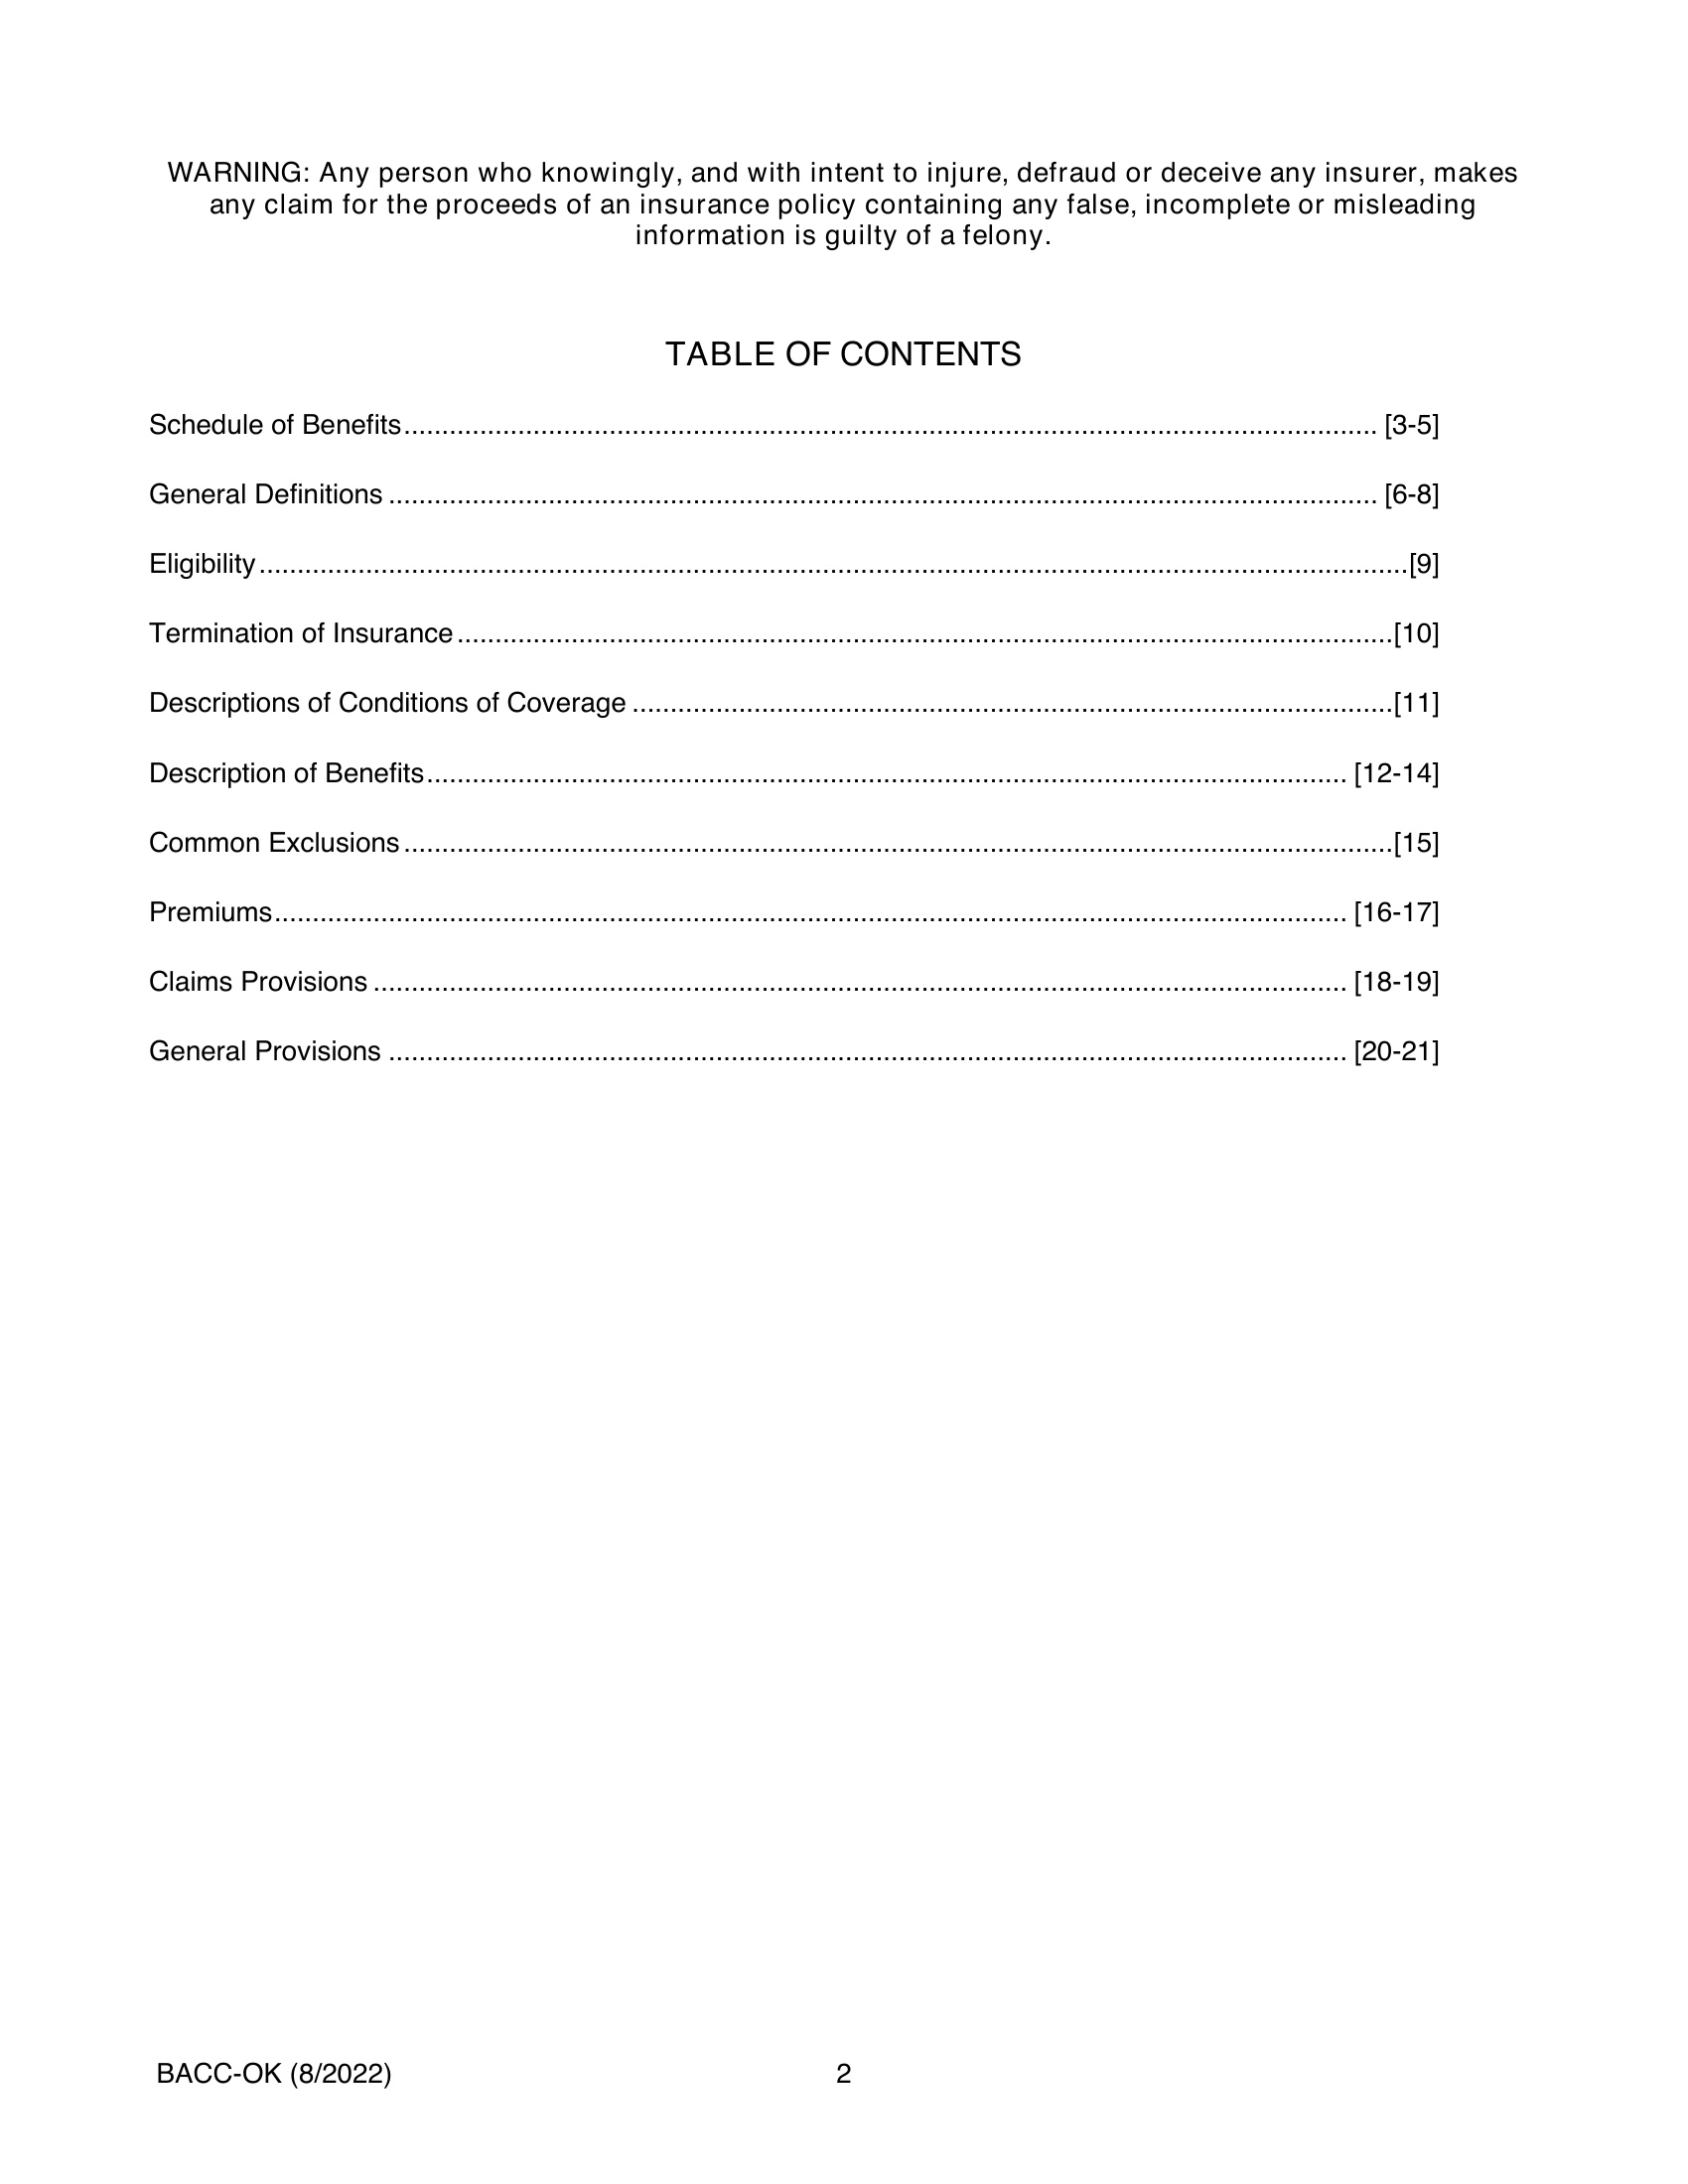 WARNING: Any person who knowingly, and with intent to injure, defraud or deceive any insurer, makes
any claim for the proceeds of an insurance policy containing any false, incomplete or misleading
information is guilty of a felony.
TABLE OF CONTENTS
Schedule of Benefits [3-5]
General Definitions [6-8]
Eligibility [9]
Termination of Insurance [10]
Descriptions of Conditions of Coverage [11]
Description of Benefits [12-14]
Common Exclusions [15]
Premiums [16-17]
Claims Provisions [18-19]
General Provisions [20-21]
BACC-OK (8/2022) 2